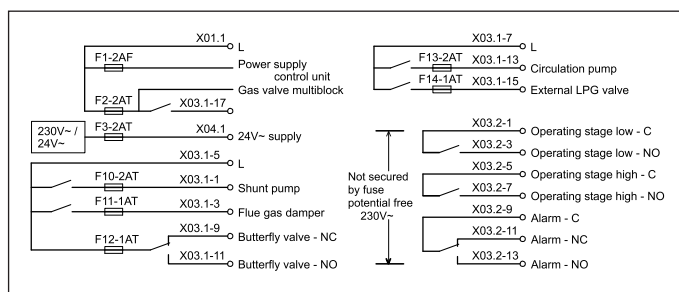 X01.1
L
F1-2AF
Power supply
control unit
Gas valve multiblock
F2-2AT
X03.1-17
230V~ /
24V~
F3-2AT
X04.1
24V~ supply
X03.1-5
L
F10-2AT
X03.1-1
Shunt pump
F11-1AT
X03.1-3
Flue gas damper
X03.1-9
Butterfly valve - NC
F12-1AT
X03.1-11
Butterfly valve - NO
X03.1-7
L
F13-2AT
X03.1-13
Circulation pump
F14-1AT
X03.1-15
External LPG valve
Not secured
by fuse
potential free
230V~
X03.2-1
Operating stage low - C
X03.2-3
Operating stage low - NO
X03.2-5
Operating stage high - C
X03.2-7
Operating stage high - NO
X03.2-9
Alarm - C
X03.2-11
Alarm - NC
X03.2-13
Alarm - NO